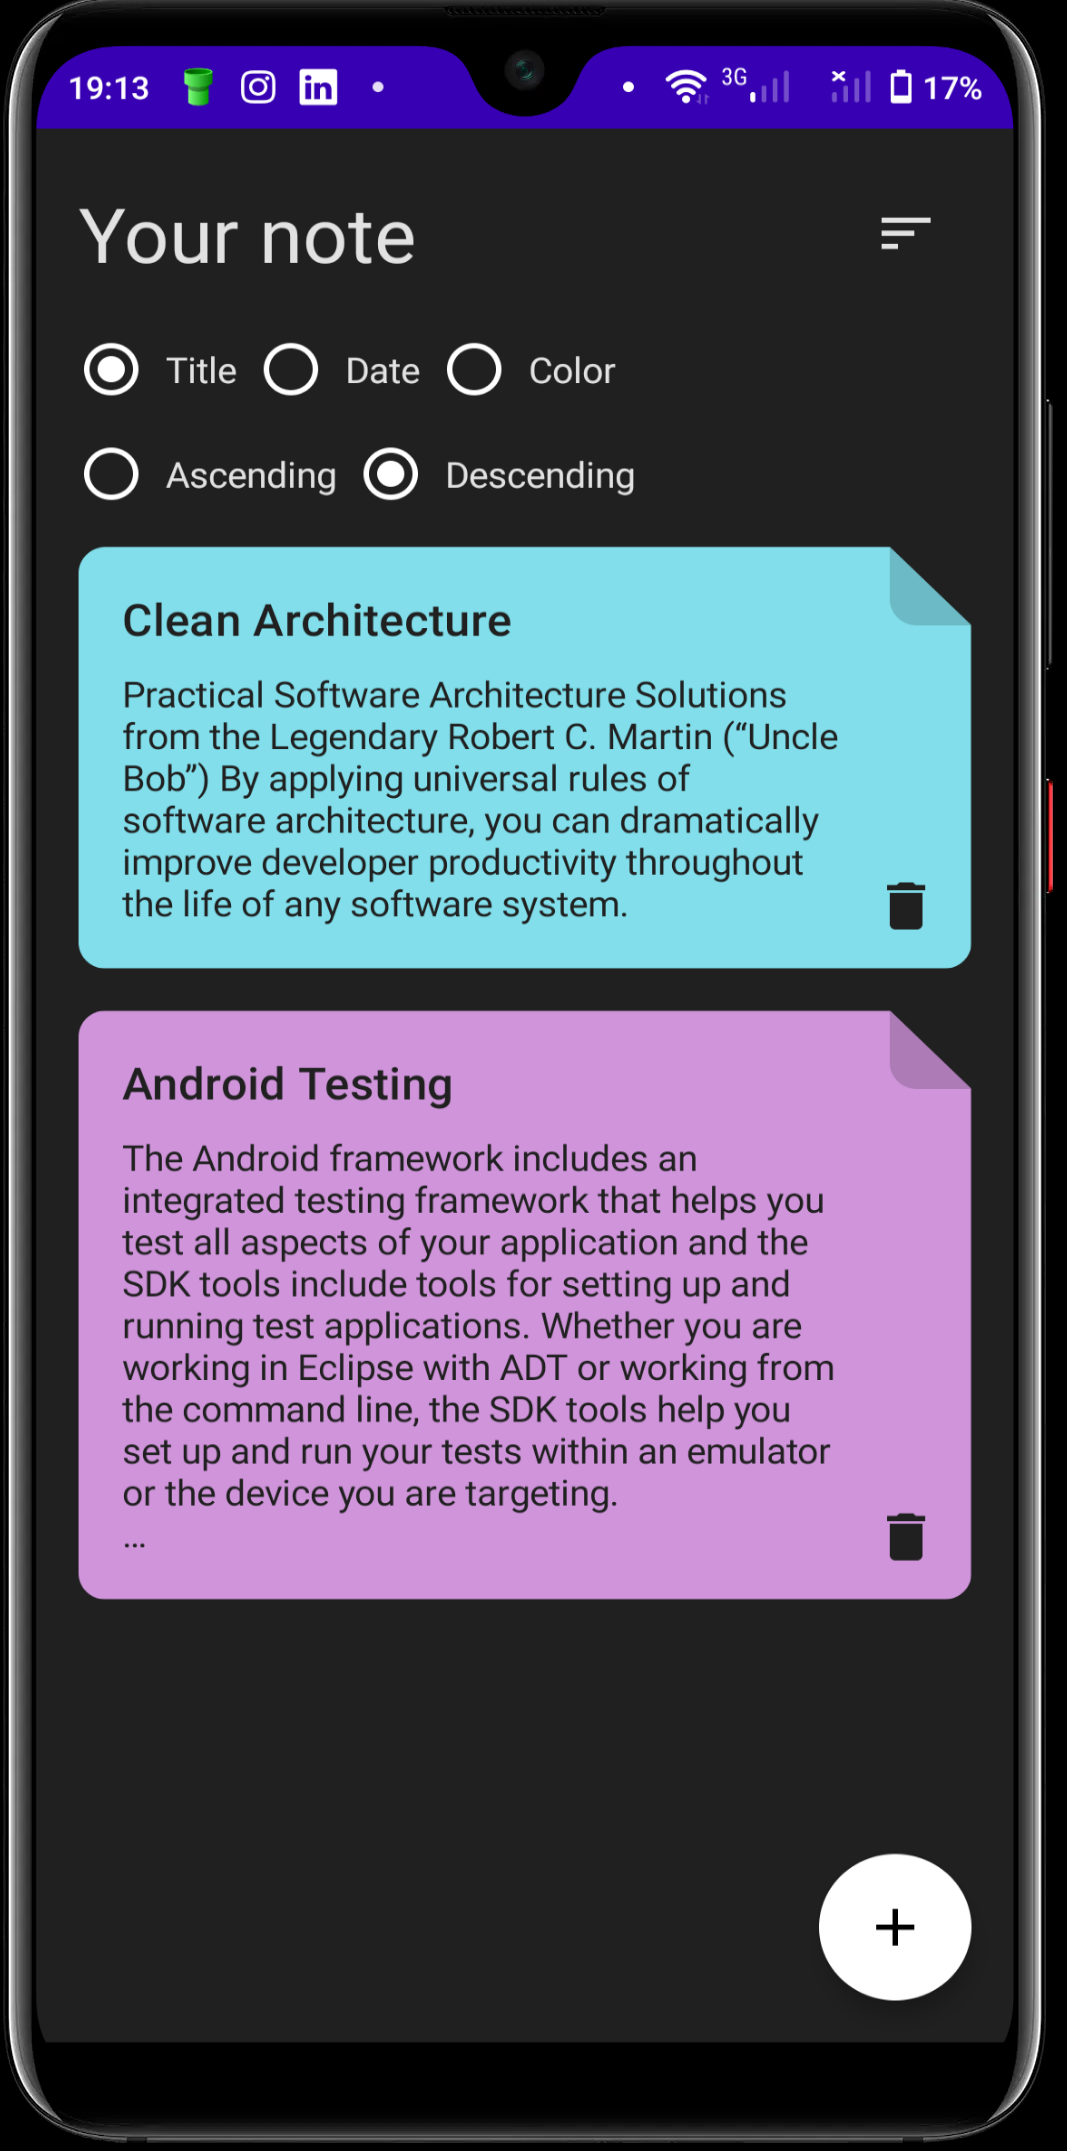 19:13 in 3G 17%
Your note
Title Date Color
Ascending Descending
Clean Architecture
Practical Software Architecture Solutions
from the Legendary Robert C. Martin (“Uncle
Bob”) By applying universal rules of
software architecture, you can dramatically
improve developer productivity throughout
the life of any software system.
Android Testing
The Android framework includes an
integrated testing framework that helps you
test all aspects of your application and the
SDK tools include tools for setting up and
running test applications. Whether you are
working in Eclipse with ADT or working from
the command line, the SDK tools help you
set up and run your tests within an emulator
or the device you are targeting.
...